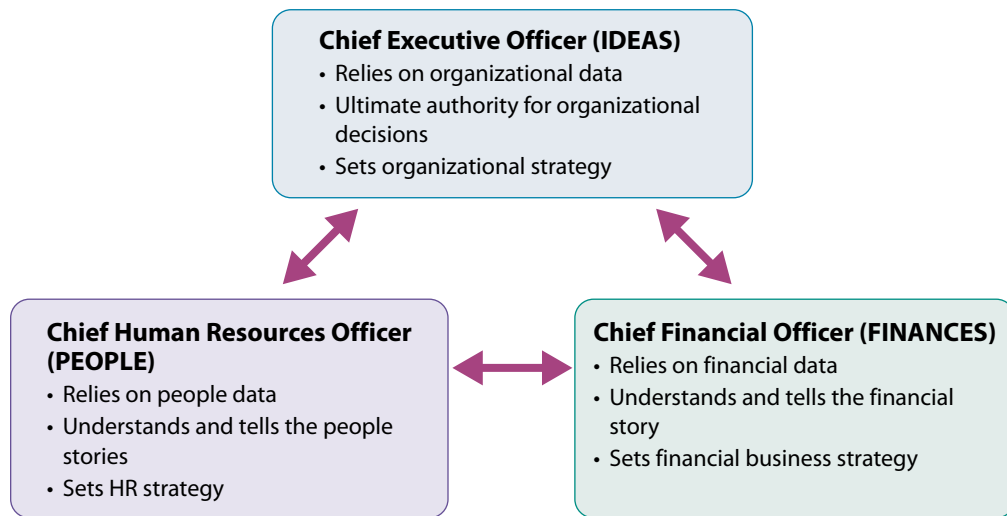 Chief Executive Officer (IDEAS)
• Relies on organizational data
• Ultimate authority for organizational
decisions
• Sets organizational strategy
Chief Human Resources Officer
(PEOPLE)
• Relies on people data
• Understands and tells the people
stories
• Sets HR strategy
Chief Financial Officer (FINANCES)
• Relies on financial data
• Understands and tells the financial
story
• Sets financial business strategy